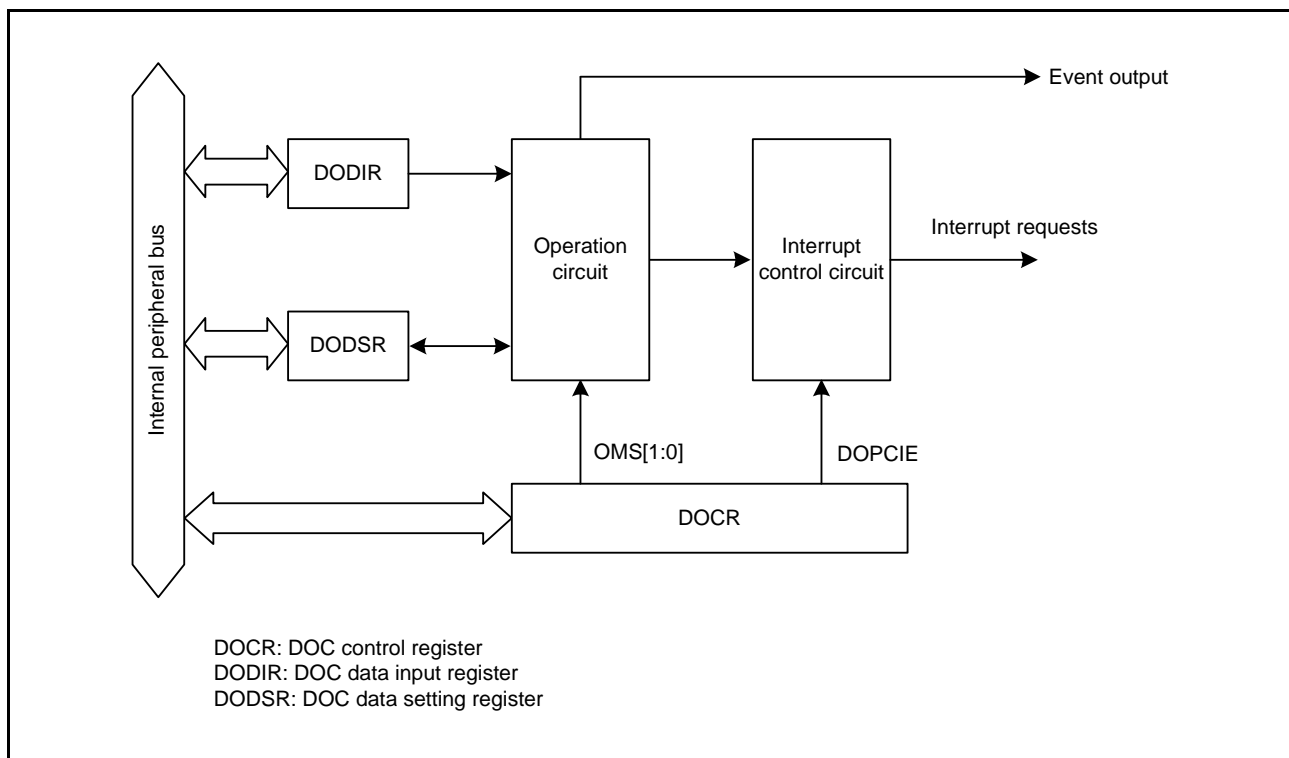 Event output
DODIR
Internal peripheral bus
Operation
circuit
Interrupt
control circuit
Interrupt requests
DODSR
OMS[1:0]
DOPCIE
DOCR
DOCR: DOC control register
DODIR: DOC data input register
DODSR: DOC data setting register